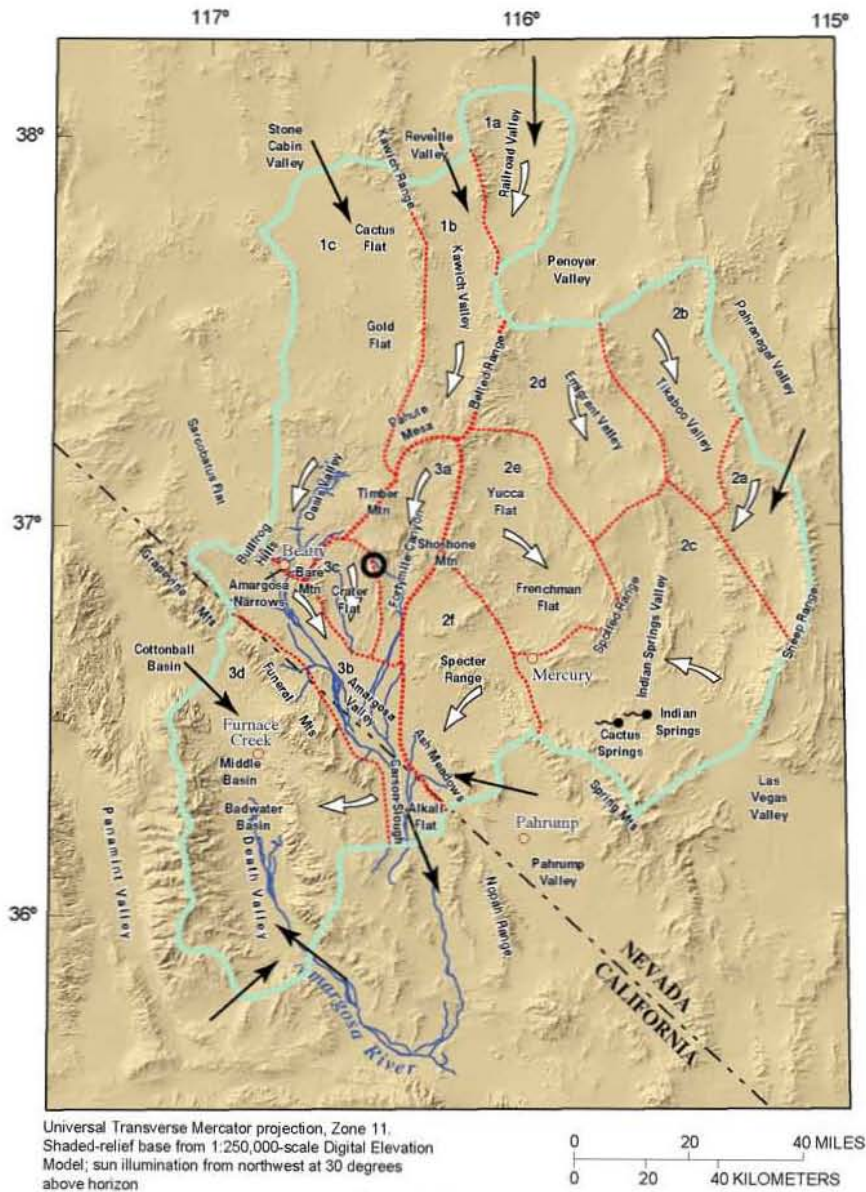 117º
116º
115º
38º
37º
36º
Stone
Cabin
Valley
Reveille
Valley
Kawich Range
1a
Railroad Valley
1b
1c
Cactus
Flat
Kawich Valley
Penoyer
Valley
Gold
Flat
Belted Range
2b
Pahranagat Valley
2d
Emigrant Valley
Tikaboo Valley
Pahute
Mesa
Sarcobatus Flat
Oasis Valley
3a
2e
Yucca
Flat
2a
Timber
Mtn
2c
Bullfrog
Hills
Beatty
Shoshone
Mtn
Fortymile Canyon
Grapevine Mts
Bare
Mtn
3c
Crater
Flat
Amargosa
Narrows
Frenchman
Flat
Spotted Range
Indian Springs Valley
Sheep Range
2f
Cottonball
Basin
3d
3b
Funeral Mts
Amargosa
Valley
Specter
Range
Mercury
Indian
Springs
Cactus
Springs
Furnace
Creek
Middle
Basin
Badwater
Basin
Ash Meadows
Carson Slough
Alkali
Flat
Spring Mts
Las
Vegas
Valley
Pahrump
Pahrump
Valley
Panamint Valley
Death Valley
Nopah Range
NEVADA
CALIFORNIA
Amargosa River
Universal Transverse Mercator projection, Zone 11.
Shaded-relief base from 1:250,000-scale Digital Elevation
Model; sun illumination from northwest at 30 degrees
above horizon
0 20 40 MILES
0 20 40 KILOMETERS